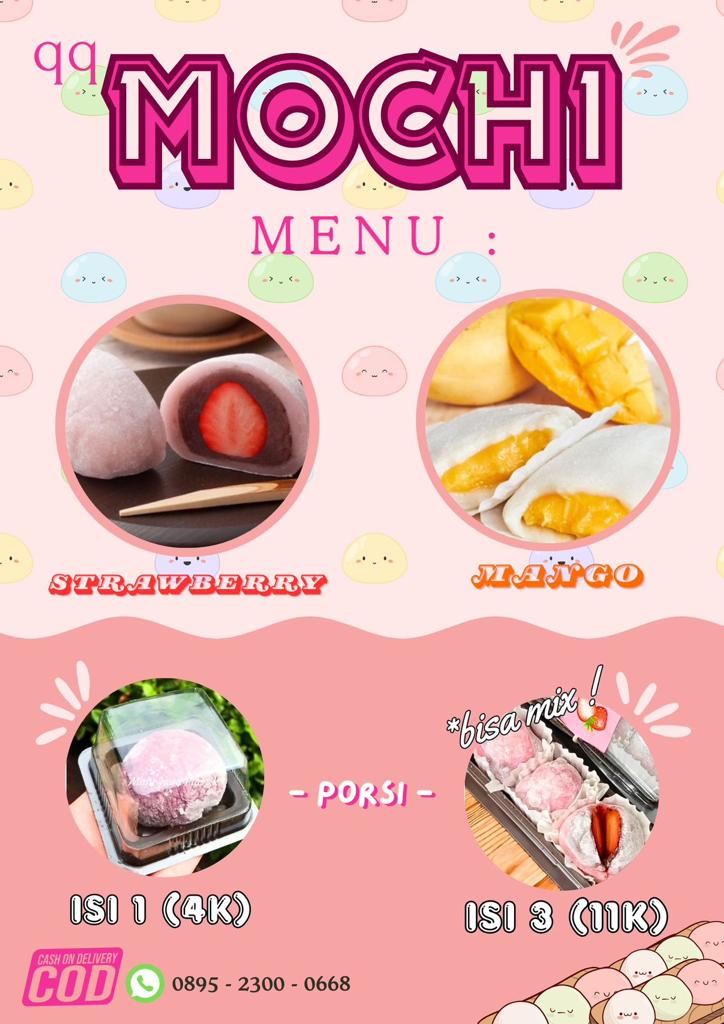 qq
MOCHI
MENU :
STRAWBERRY
MANGO
*bisa mix !
- PORSI -
ISI 1 (4K)
ISI 3 (11K)
CASH ON DELIVERY
COD
0895 - 2300 - 0668